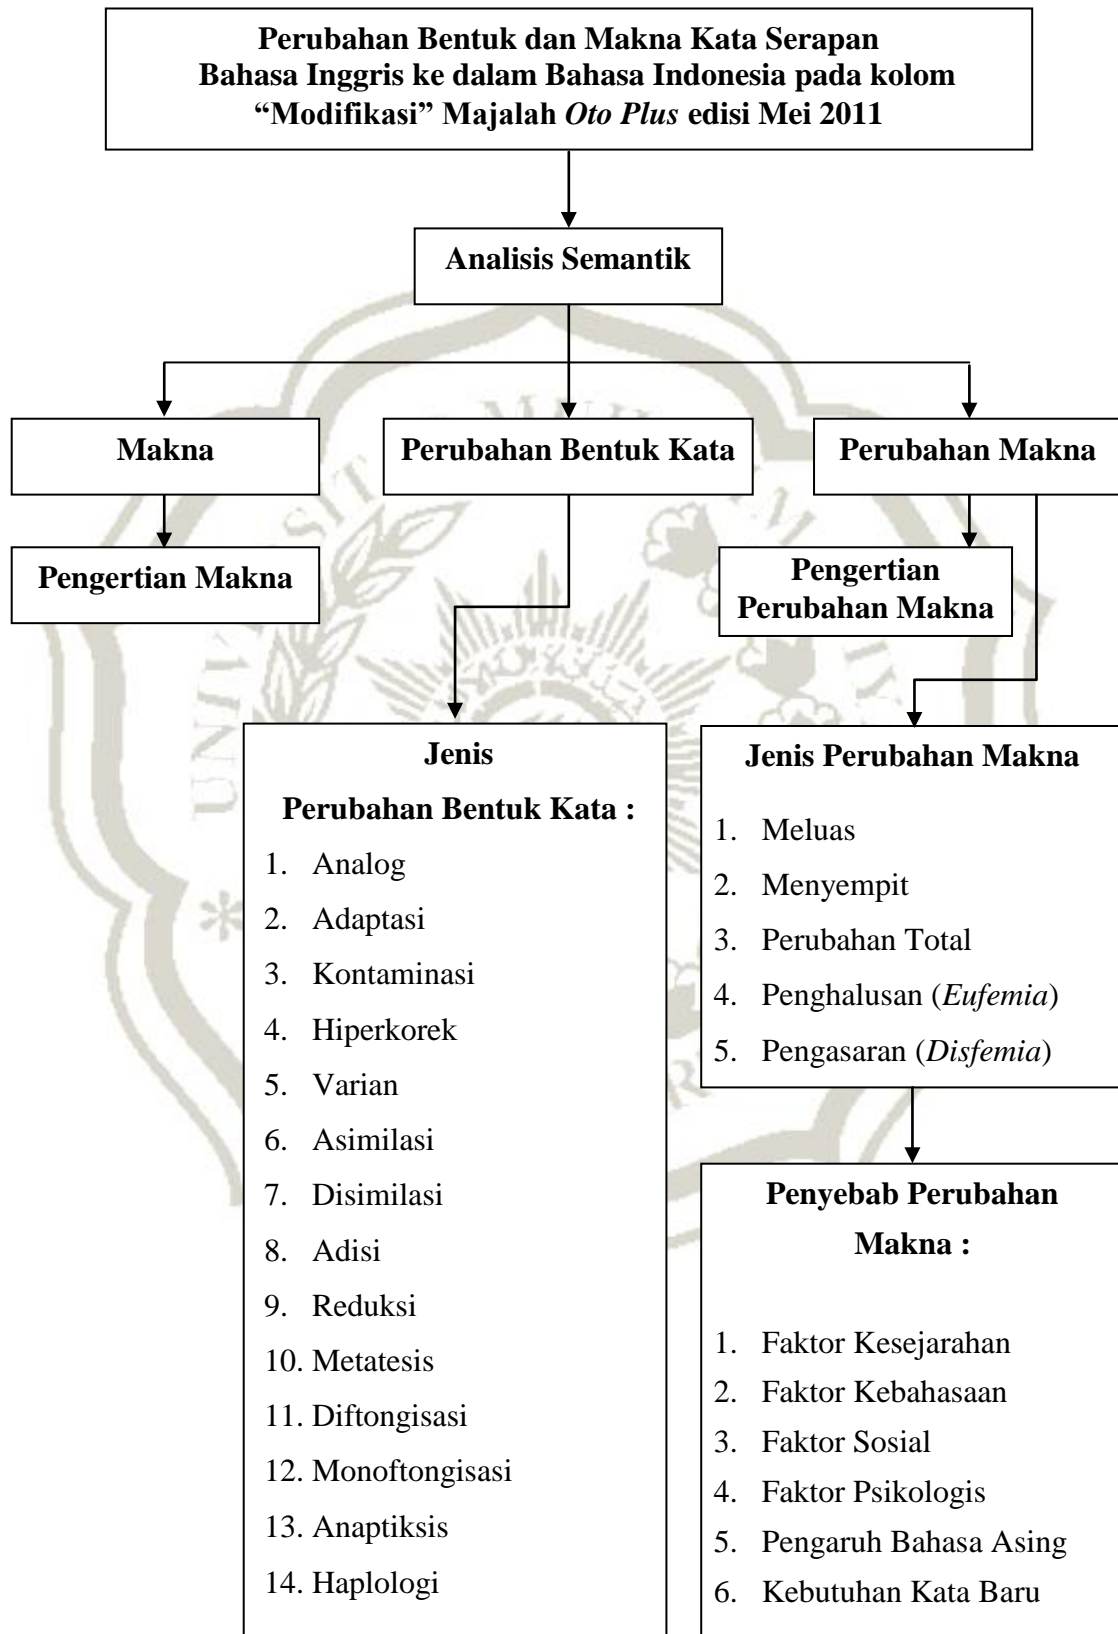 Perubahan Bentuk dan Makna Kata Serapan
Bahasa Inggris ke dalam Bahasa Indonesia pada kolom
“Modifikasi” Majalah Oto Plus edisi Mei 2011
Analisis Semantik
Makna
Perubahan Bentuk Kata
Perubahan Makna
Pengertian Makna
Pengertian
Perubahan Makna
Jenis
Perubahan Bentuk Kata :
1. Analog
2. Adaptasi
3. Kontaminasi
4. Hiperkorek
5. Varian
6. Asimilasi
7. Disimilasi
8. Adisi
9. Reduksi
10. Metatesis
11. Diftongisasi
12. Monoftongisasi
13. Anaptiksis
14. Haplologi
Jenis Perubahan Makna
1. Meluas
2. Menyempit
3. Perubahan Total
4. Penghalusan (Eufemia)
5. Pengasaran (Disfemia)
Penyebab Perubahan
Makna :
1. Faktor Kesejarahan
2. Faktor Kebahasaan
3. Faktor Sosial
4. Faktor Psikologis
5. Pengaruh Bahasa Asing
6. Kebutuhan Kata Baru